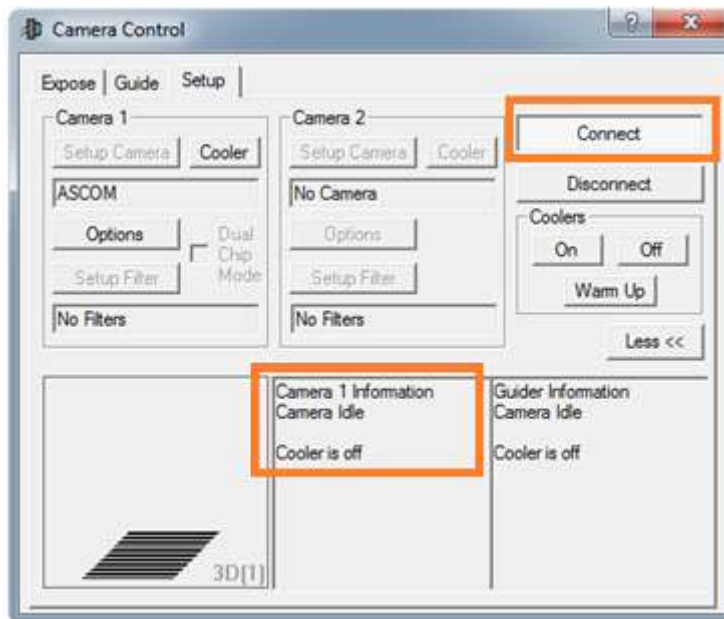 Camera Control
Expose Guide Setup
Camera 1
Setup Camera Cooler
ASCOM
Options
Dual
Chip
Mode
Setup Filter
No Filters
Camera 2
Setup Camera Cooler
No Camera
Options
Setup Filter
No Filters
Connect
Disconnect
Coolers
On Off
Warm Up
Less <<
3D[1]
Camera 1 Information
Camera Idle
Cooler is off
Guider Information
Camera Idle
Cooler is off